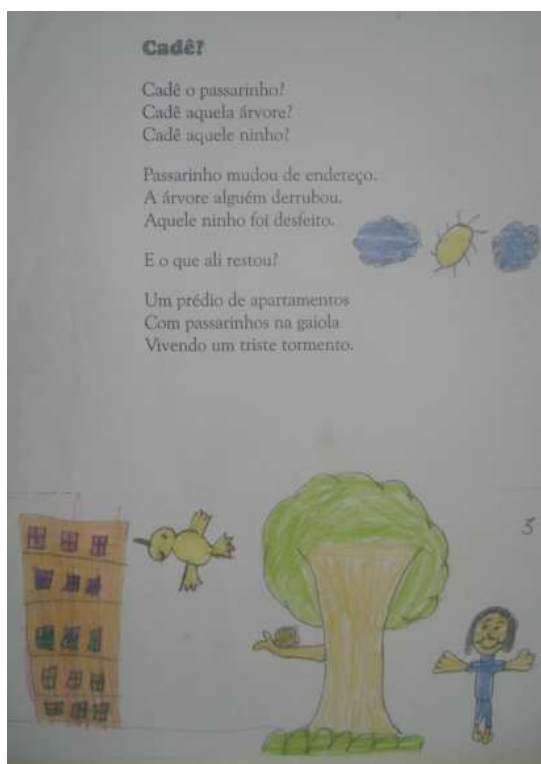 Cadê?
Cadê o passarinho?
Cadê aquela árvore?
Cadê aquele ninho?
Passarinho mudou de endereço.
A árvore alguém derrubou.
Aquele ninho foi desfeito.
E o que ali restou?
Um prédio de apartamentos
Com passarinhos na gaiola
Vivendo um triste tormento.
3